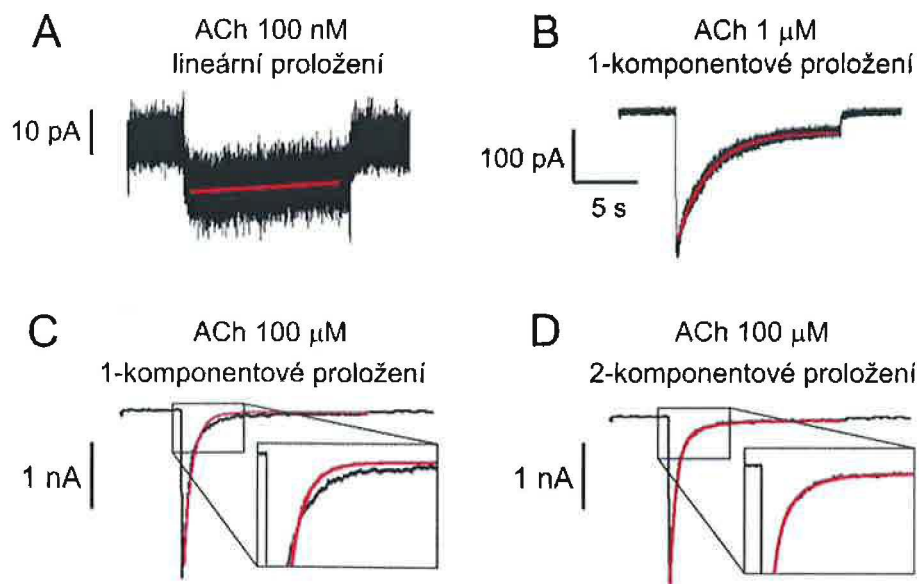 A
ACh 100 nM
lineární proložení
10 pA
B
ACh 1 μM
1-komponentové proložení
100 pA
5 s
C
ACh 100 μM
1-komponentové proložení
1 nA
D
ACh 100 μM
2-komponentové proložení
1 nA